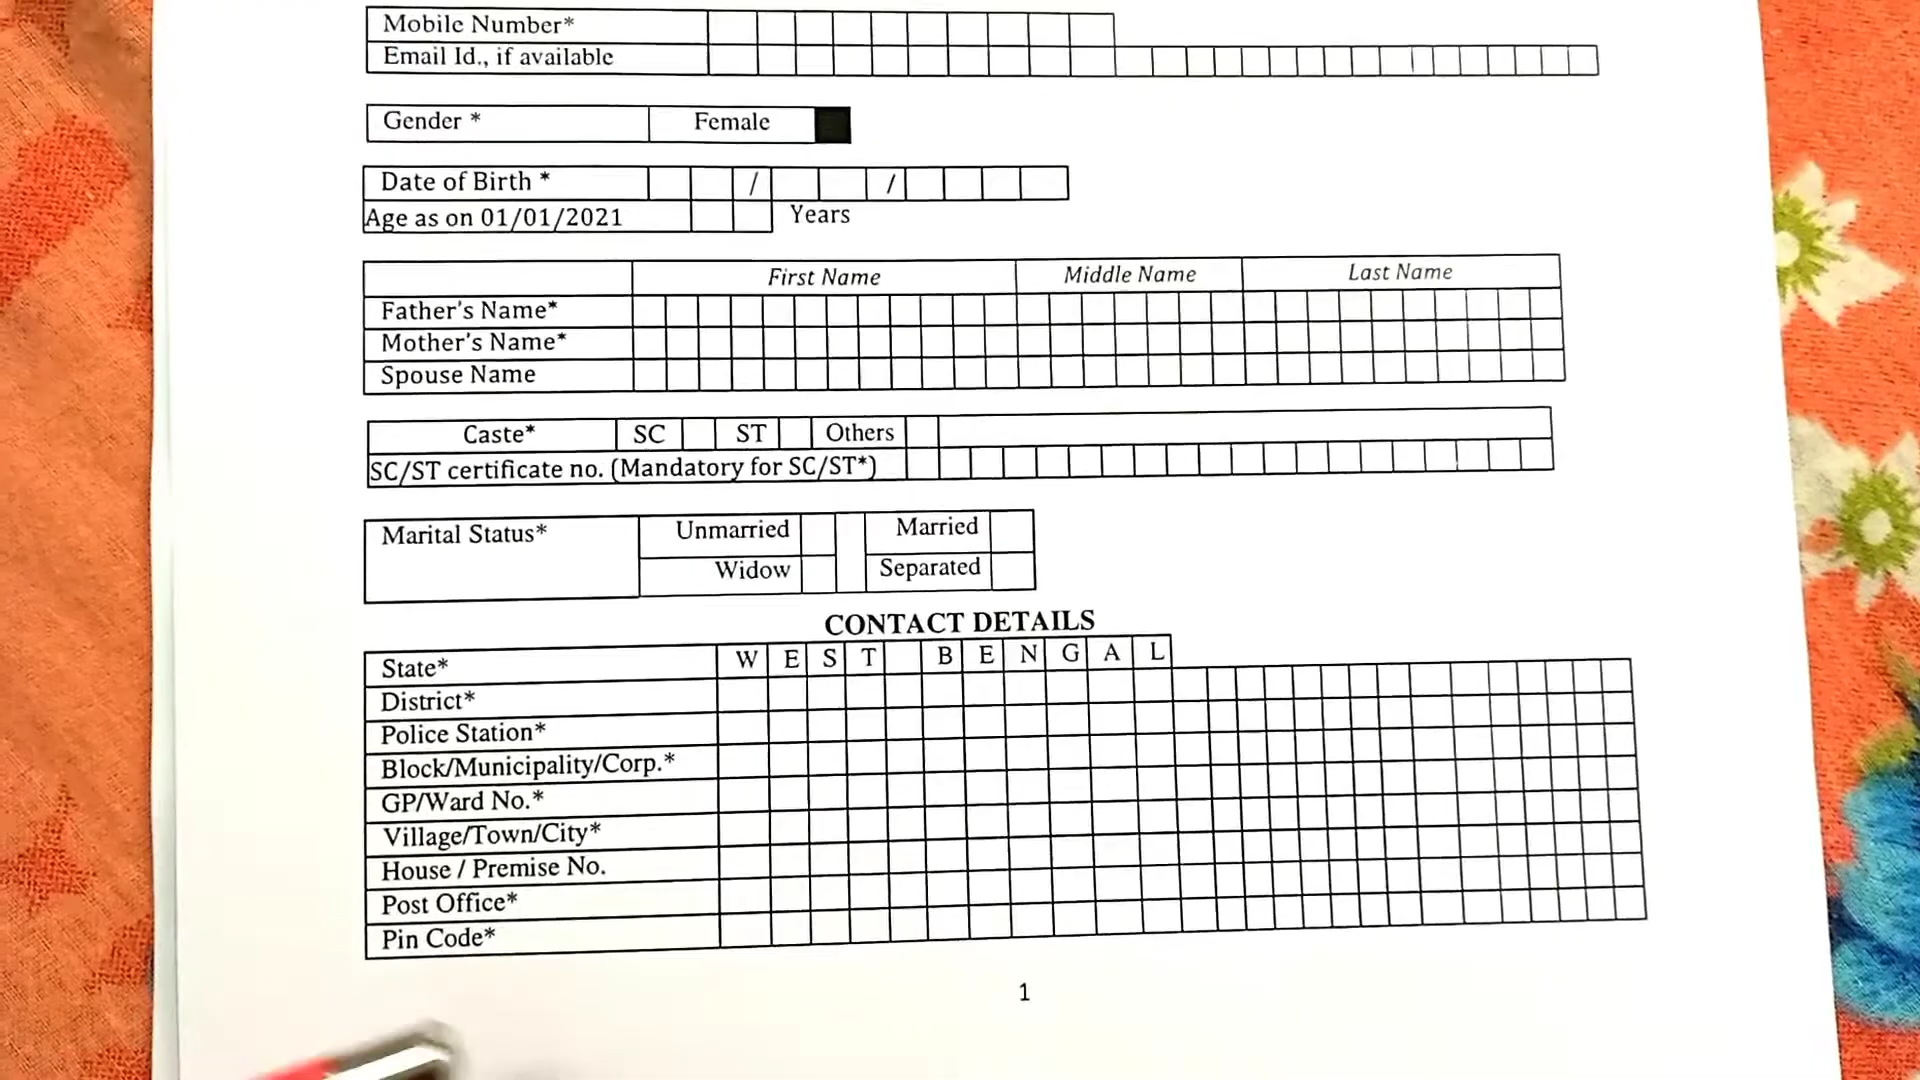 Mobile Number*
Email Id., if available
Gender * Female
Date of Birth * / /
Age as on 01/01/2021 Years
First Name Middle Name Last Name
Father's Name*
Mother's Name*
Spouse Name
Caste* SC ST Others
SC/ST certificate no. (Mandatory for SC/ST*)
Marital Status* Unmarried Married
Widow Separated
CONTACT DETAILS
State* W E S T B E N G A L
District*
Police Station*
Block/Municipality/Corp.*
GP/Ward No.*
Village/Town/City*
House / Premise No.
Post Office*
Pin Code*
1